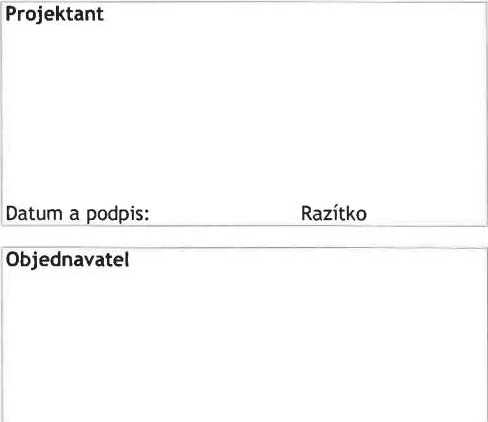 Projektant
Datum a podpis: Razítko
Objednavatel